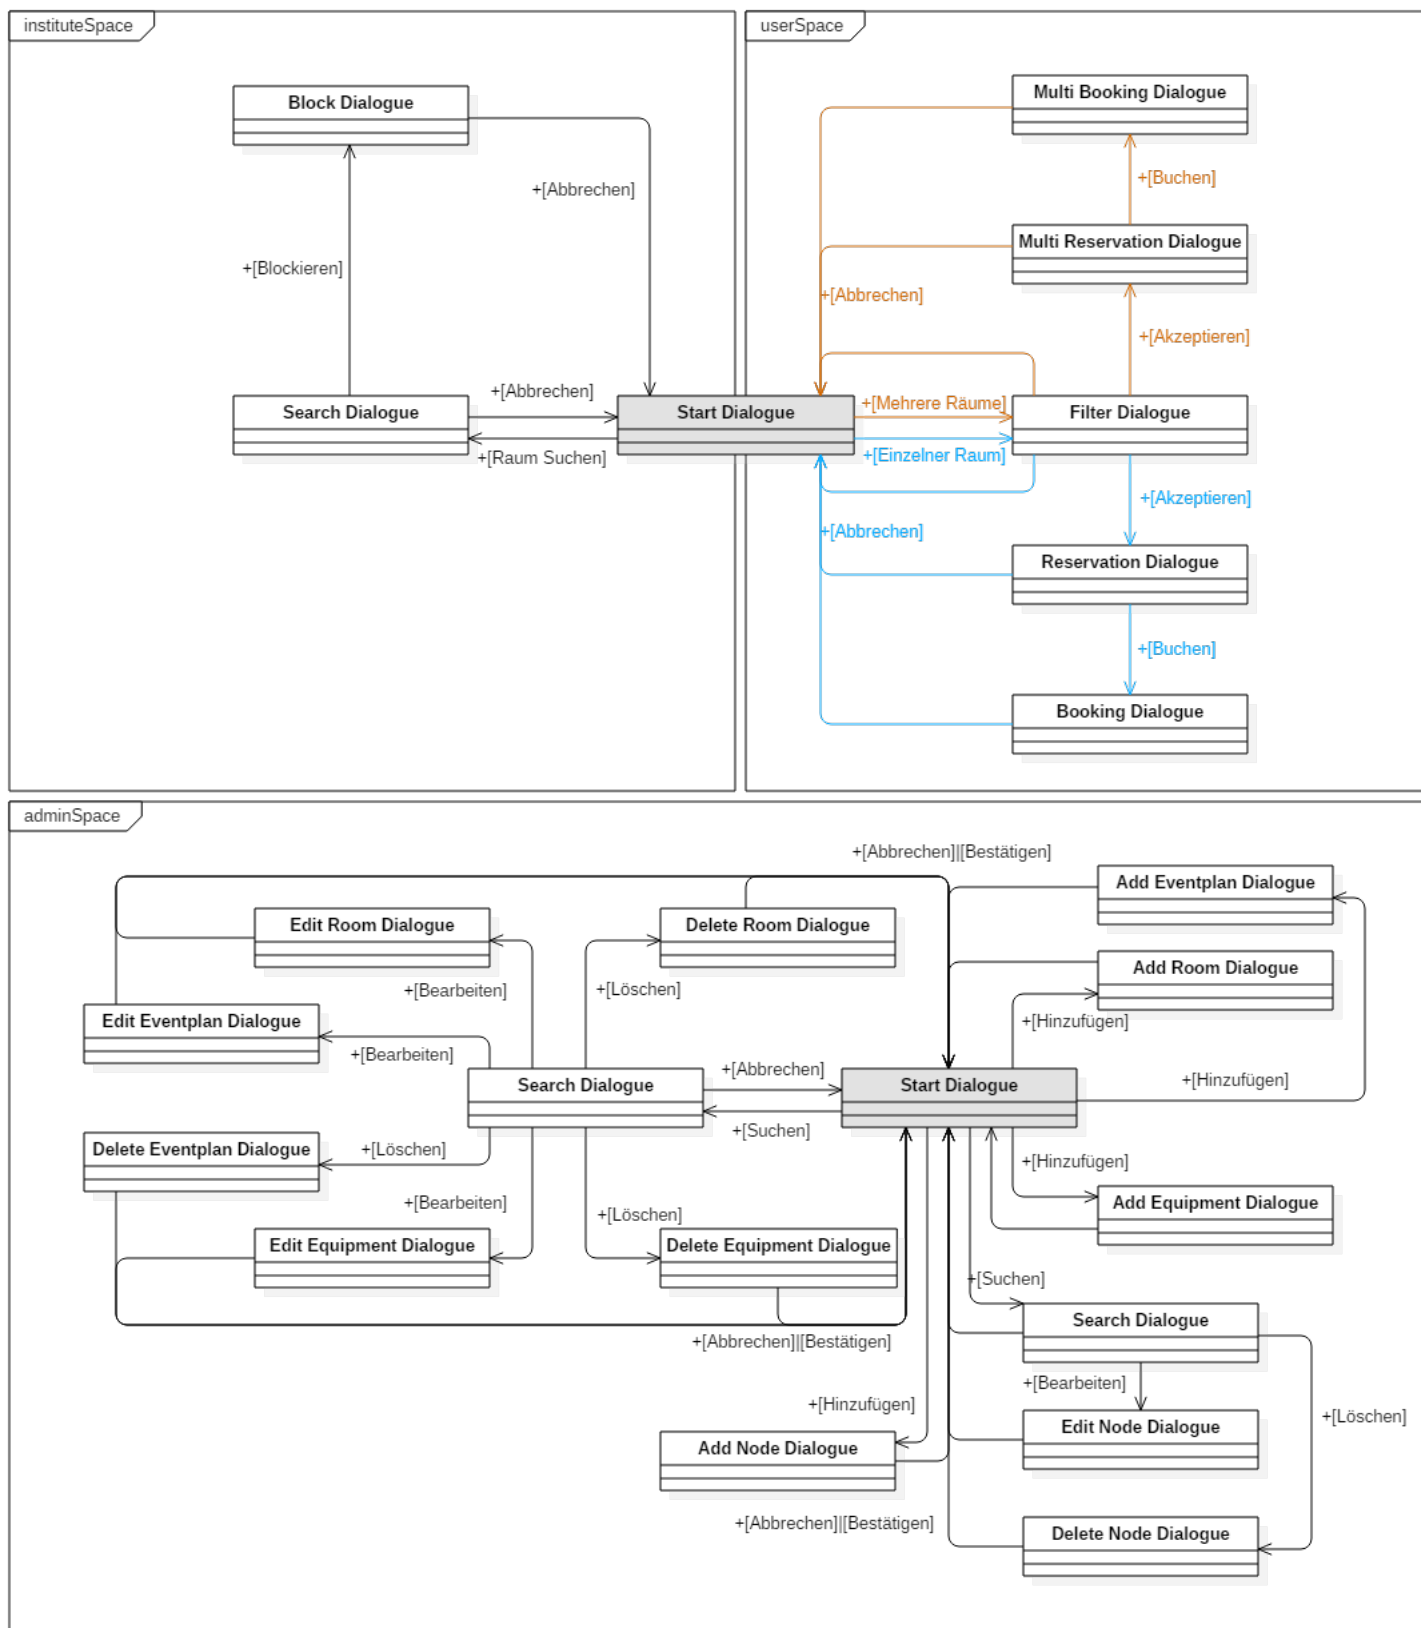 instituteSpace
userSpace
Block Dialogue
Multi Booking Dialogue
+[Abbrechen]
+[Buchen]
Multi Reservation Dialogue
+[Blockieren]
+[Abbrechen]
+[Akzeptieren]
+[Abbrechen]
+[Mehrere Räume]
Search Dialogue
Start Dialogue
Filter Dialogue
+[Raum Suchen]
+[Einzelner Raum]
+[Akzeptieren]
+[Abbrechen]
Reservation Dialogue
+[Buchen]
Booking Dialogue
adminSpace
+[Abbrechen]|[Bestätigen]
Add Eventplan Dialogue
Edit Room Dialogue
Delete Room Dialogue
Add Room Dialogue
+[Bearbeiten]
+[Löschen]
Edit Eventplan Dialogue
+[Hinzufügen]
+[Bearbeiten]
+[Abbrechen]
Search Dialogue
Start Dialogue
+[Hinzufügen]
+[Suchen]
Delete Eventplan Dialogue
+[Löschen]
+[Hinzufügen]
+[Bearbeiten]
Add Equipment Dialogue
+[Löschen]
Edit Equipment Dialogue
Delete Equipment Dialogue
+[Suchen]
Search Dialogue
+[Abbrechen]|[Bestätigen]
+[Bearbeiten]
+[Hinzufügen]
+[Löschen]
Edit Node Dialogue
Add Node Dialogue
+[Abbrechen]|[Bestätigen]
Delete Node Dialogue